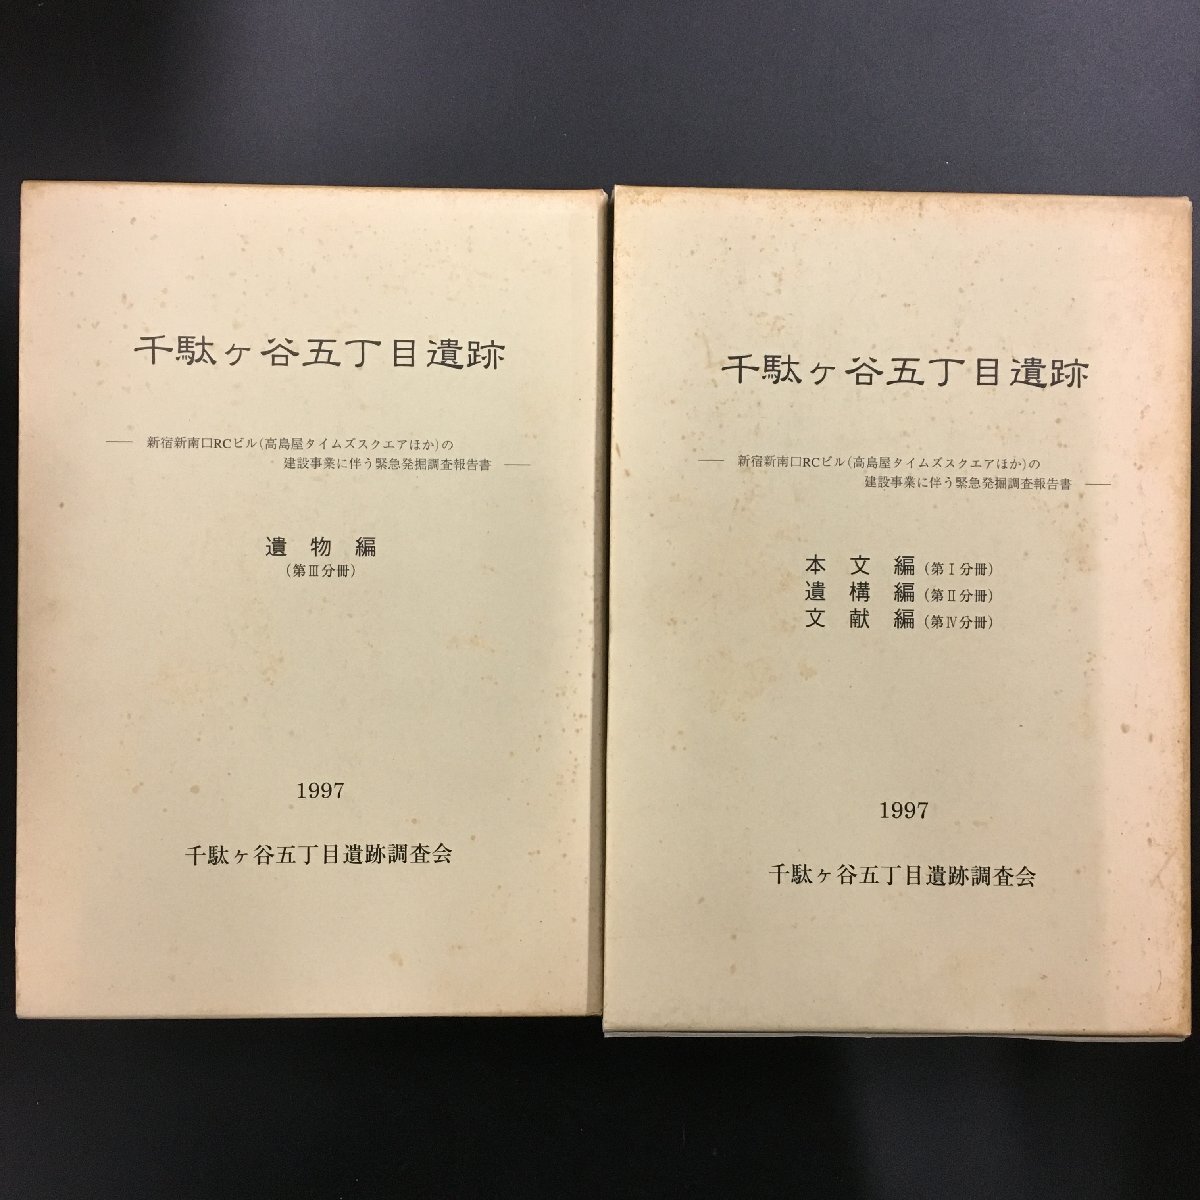 千駄ヶ谷五丁目遺跡
── 新宿新南口RCビル(高島屋タイムズスクエアほか)の
建設事業に伴う緊急発掘調査報告書 ──
遺物編
(第Ⅲ分冊)
1997
千駄ヶ谷五丁目遺跡調査会
千駄ヶ谷五丁目遺跡
── 新宿新南口RCビル(高島屋タイムズスクエアほか)の
建設事業に伴う緊急発掘調査報告書 ──
本文編(第Ⅰ分冊)
遺構編(第Ⅱ分冊)
文献編(第Ⅳ分冊)
1997
千駄ヶ谷五丁目遺跡調査会